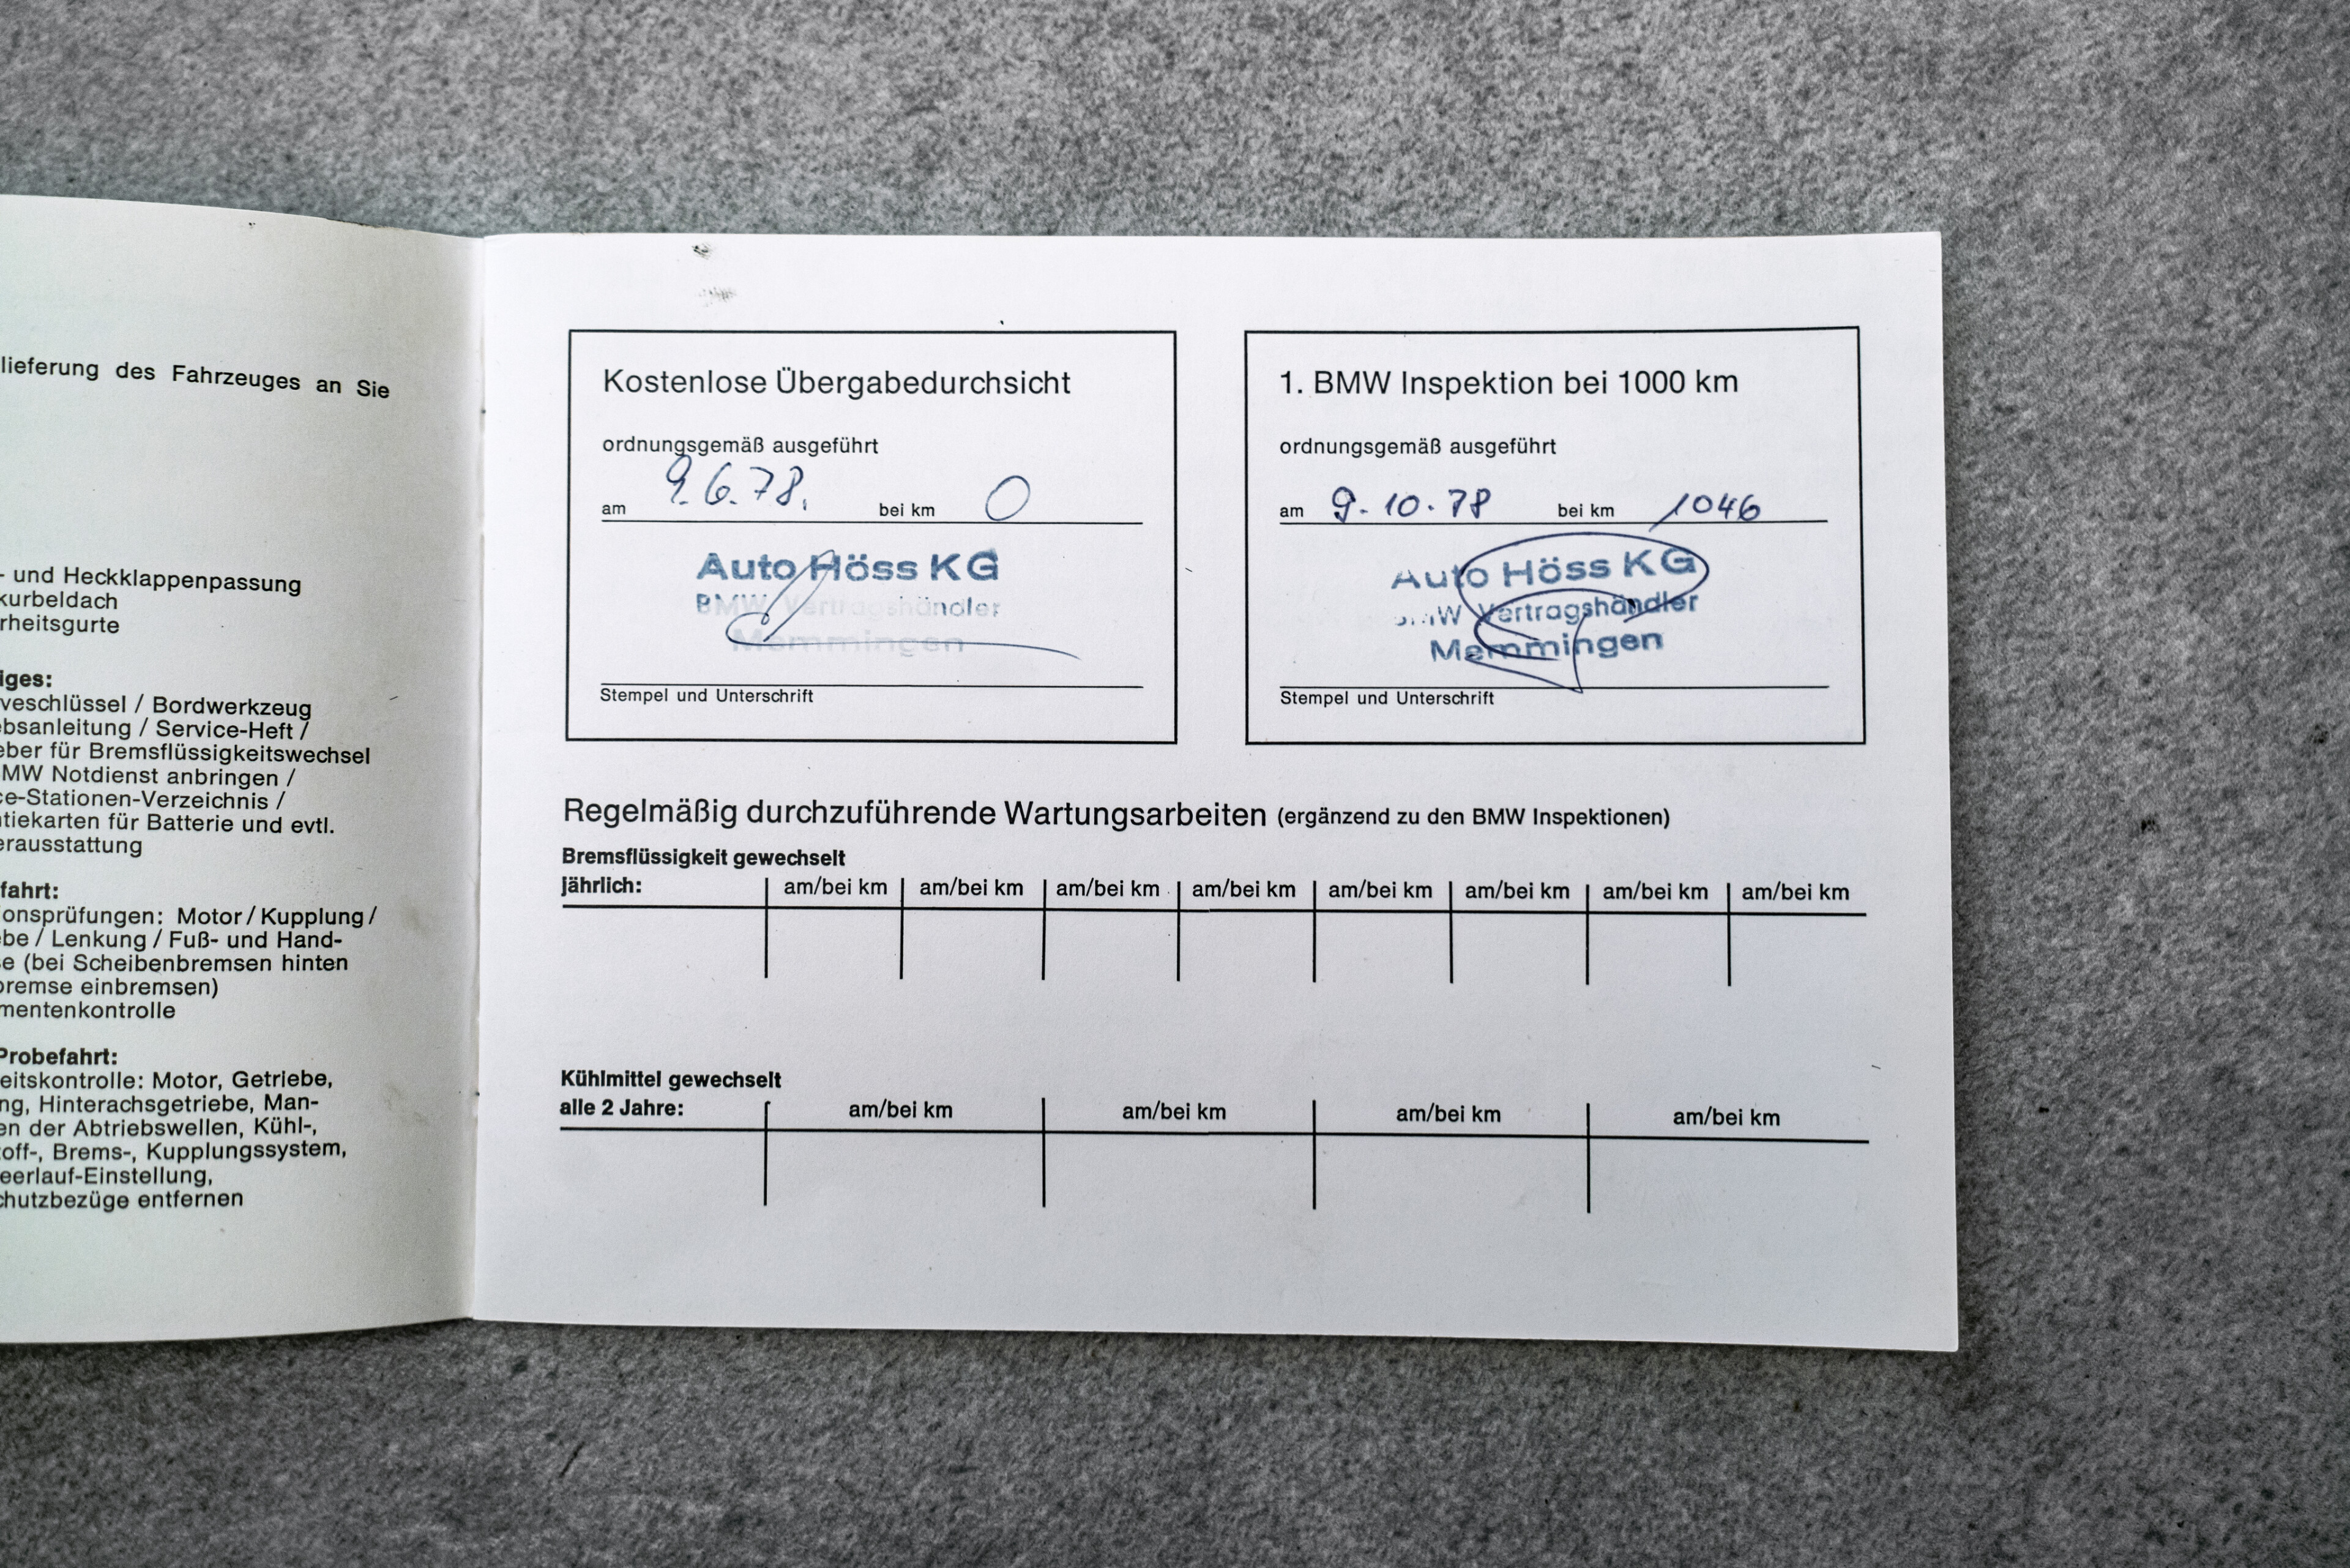 lieferung des Fahrzeuges an Sie
- und Heckklappenpassung
kurbeldach
rheitsgurte
iges:
veschlüssel / Bordwerkzeug
ebsanleitung / Service-Heft /
eber für Bremsflüssigkeitswechsel
MW Notdienst anbringen /
ce-Stationen-Verzeichnis /
ntiekarten für Batterie und evtl.
erausstattung
fahrt:
onsprüfungen: Motor / Kupplung /
ebe / Lenkung / Fuß- und Hand-
se (bei Scheibenbremsen hinten
bremse einbremsen)
mentenkontrolle
Probefahrt:
eitskontrolle: Motor, Getriebe,
ng, Hinterachsgetriebe, Man-
en der Abtriebswellen, Kühl-,
toff-, Brems-, Kupplungssystem,
eerlauf-Einstellung,
chutzbezüge entfernen
Kostenlose Übergabedurchsicht
ordnungsgemäß ausgeführt
am 9.6.78. bei km 0
Auto Höss KG
BMW Vertragshändler
Memmingen
Stempel und Unterschrift
1. BMW Inspektion bei 1000 km
ordnungsgemäß ausgeführt
am 9.10.78 bei km 1046
Auto Höss KG
BMW Vertragshändler
Memmingen
Stempel und Unterschrift
Regelmäßig durchzuführende Wartungsarbeiten (ergänzend zu den BMW Inspektionen)
Bremsflüssigkeit gewechselt
jährlich: am/bei km am/bei km am/bei km am/bei km am/bei km am/bei km am/bei km am/bei km
Kühlmittel gewechselt
alle 2 Jahre: am/bei km am/bei km am/bei km am/bei km